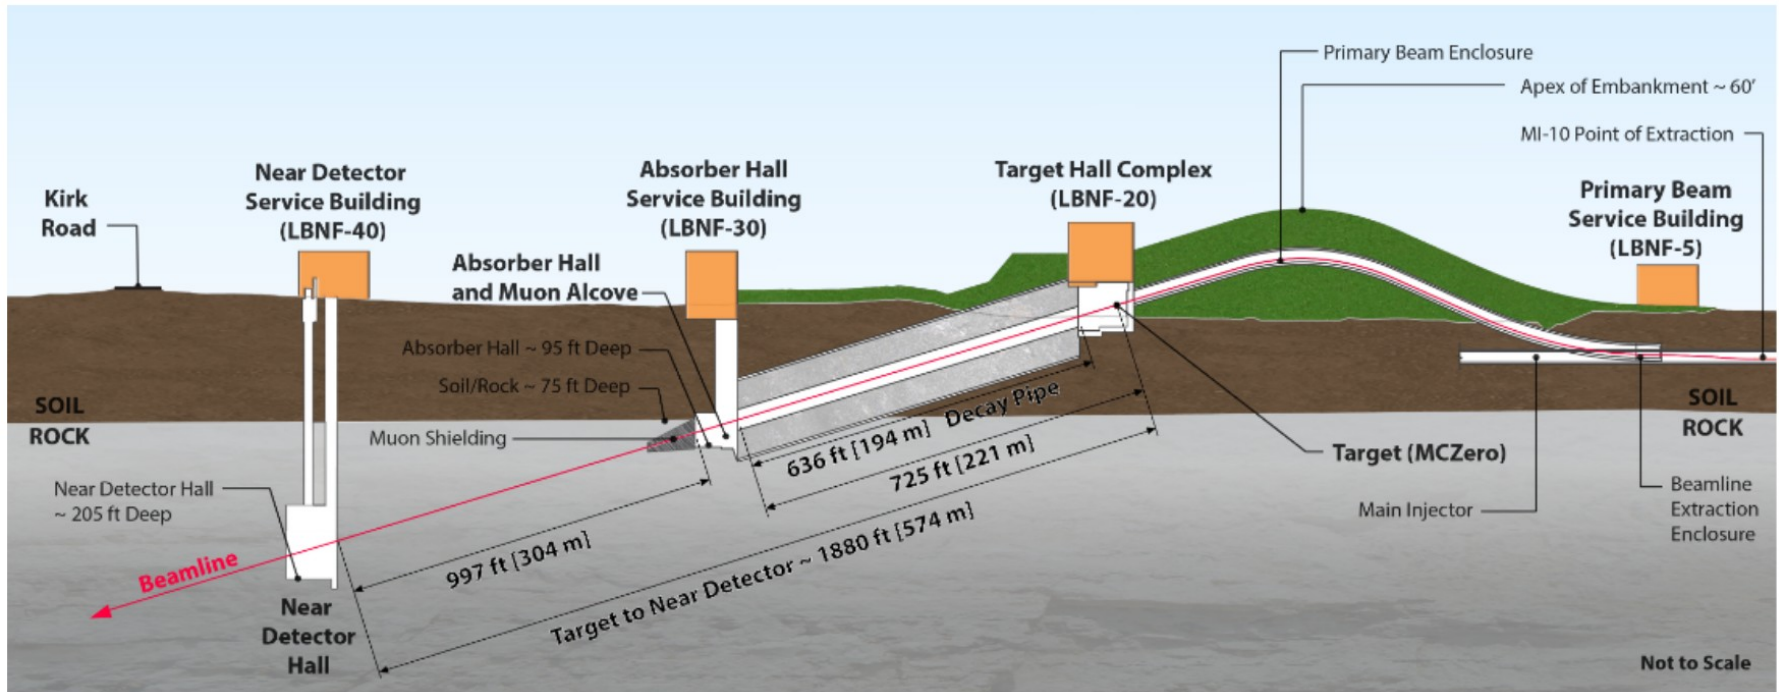 Primary Beam Enclosure
Apex of Embankment ~ 60'
MI-10 Point of Extraction
Kirk
Road
Near Detector
Service Building
(LBNF-40)
Absorber Hall
Service Building
(LBNF-30)
Target Hall Complex
(LBNF-20)
Primary Beam
Service Building
(LBNF-5)
Absorber Hall
and Muon Alcove
Absorber Hall ~ 95 ft Deep
Soil/Rock ~ 75 ft Deep
SOIL
ROCK
Muon Shielding
SOIL
ROCK
636 ft [194 m] Decay Pipe
725 ft [221 m]
Target (MCZero)
Near Detector Hall
~ 205 ft Deep
Main Injector
Beamline
Extraction
Enclosure
997 ft [304 m]
Target to Near Detector ~ 1880 ft [574 m]
Beamline
Near
Detector
Hall
Not to Scale